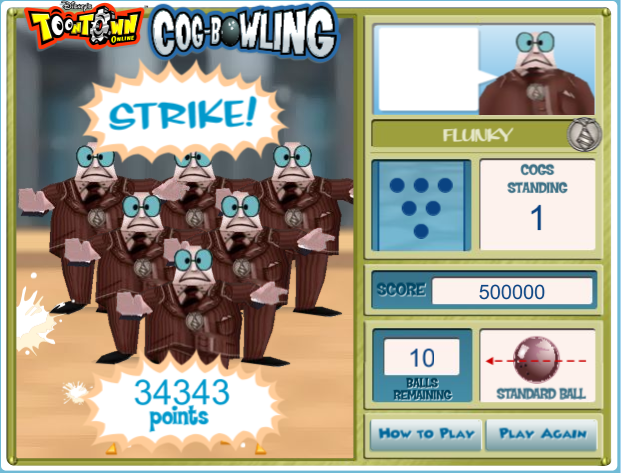 Disney's
TOONTOWN
ONLINE
COG-BOWLING
STRIKE!
34343
points
FLUNKY
COGS
STANDING
1
SCORE 500000
10
BALLS
REMAINING
STANDARD BALL
HOW TO PLAY
PLAY AGAIN